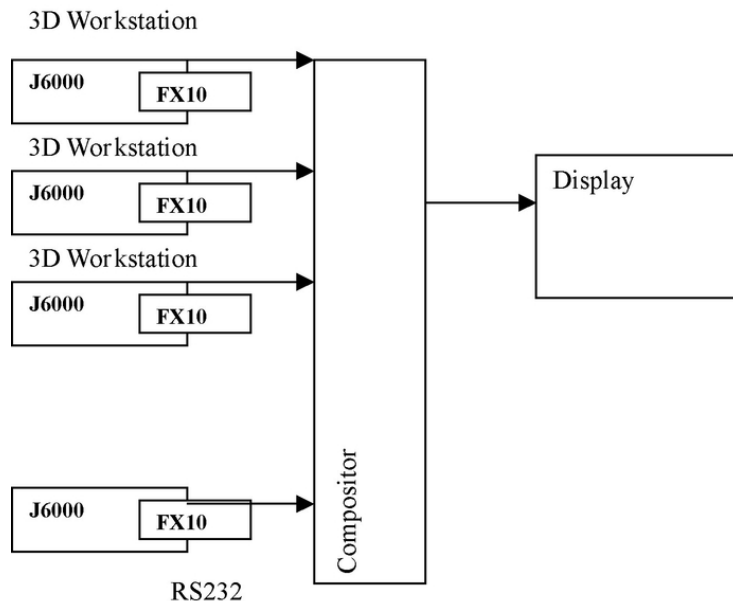 3D Workstation
J6000
FX10
3D Workstation
J6000
FX10
3D Workstation
J6000
FX10
J6000
FX10
RS232
Compositor
Display